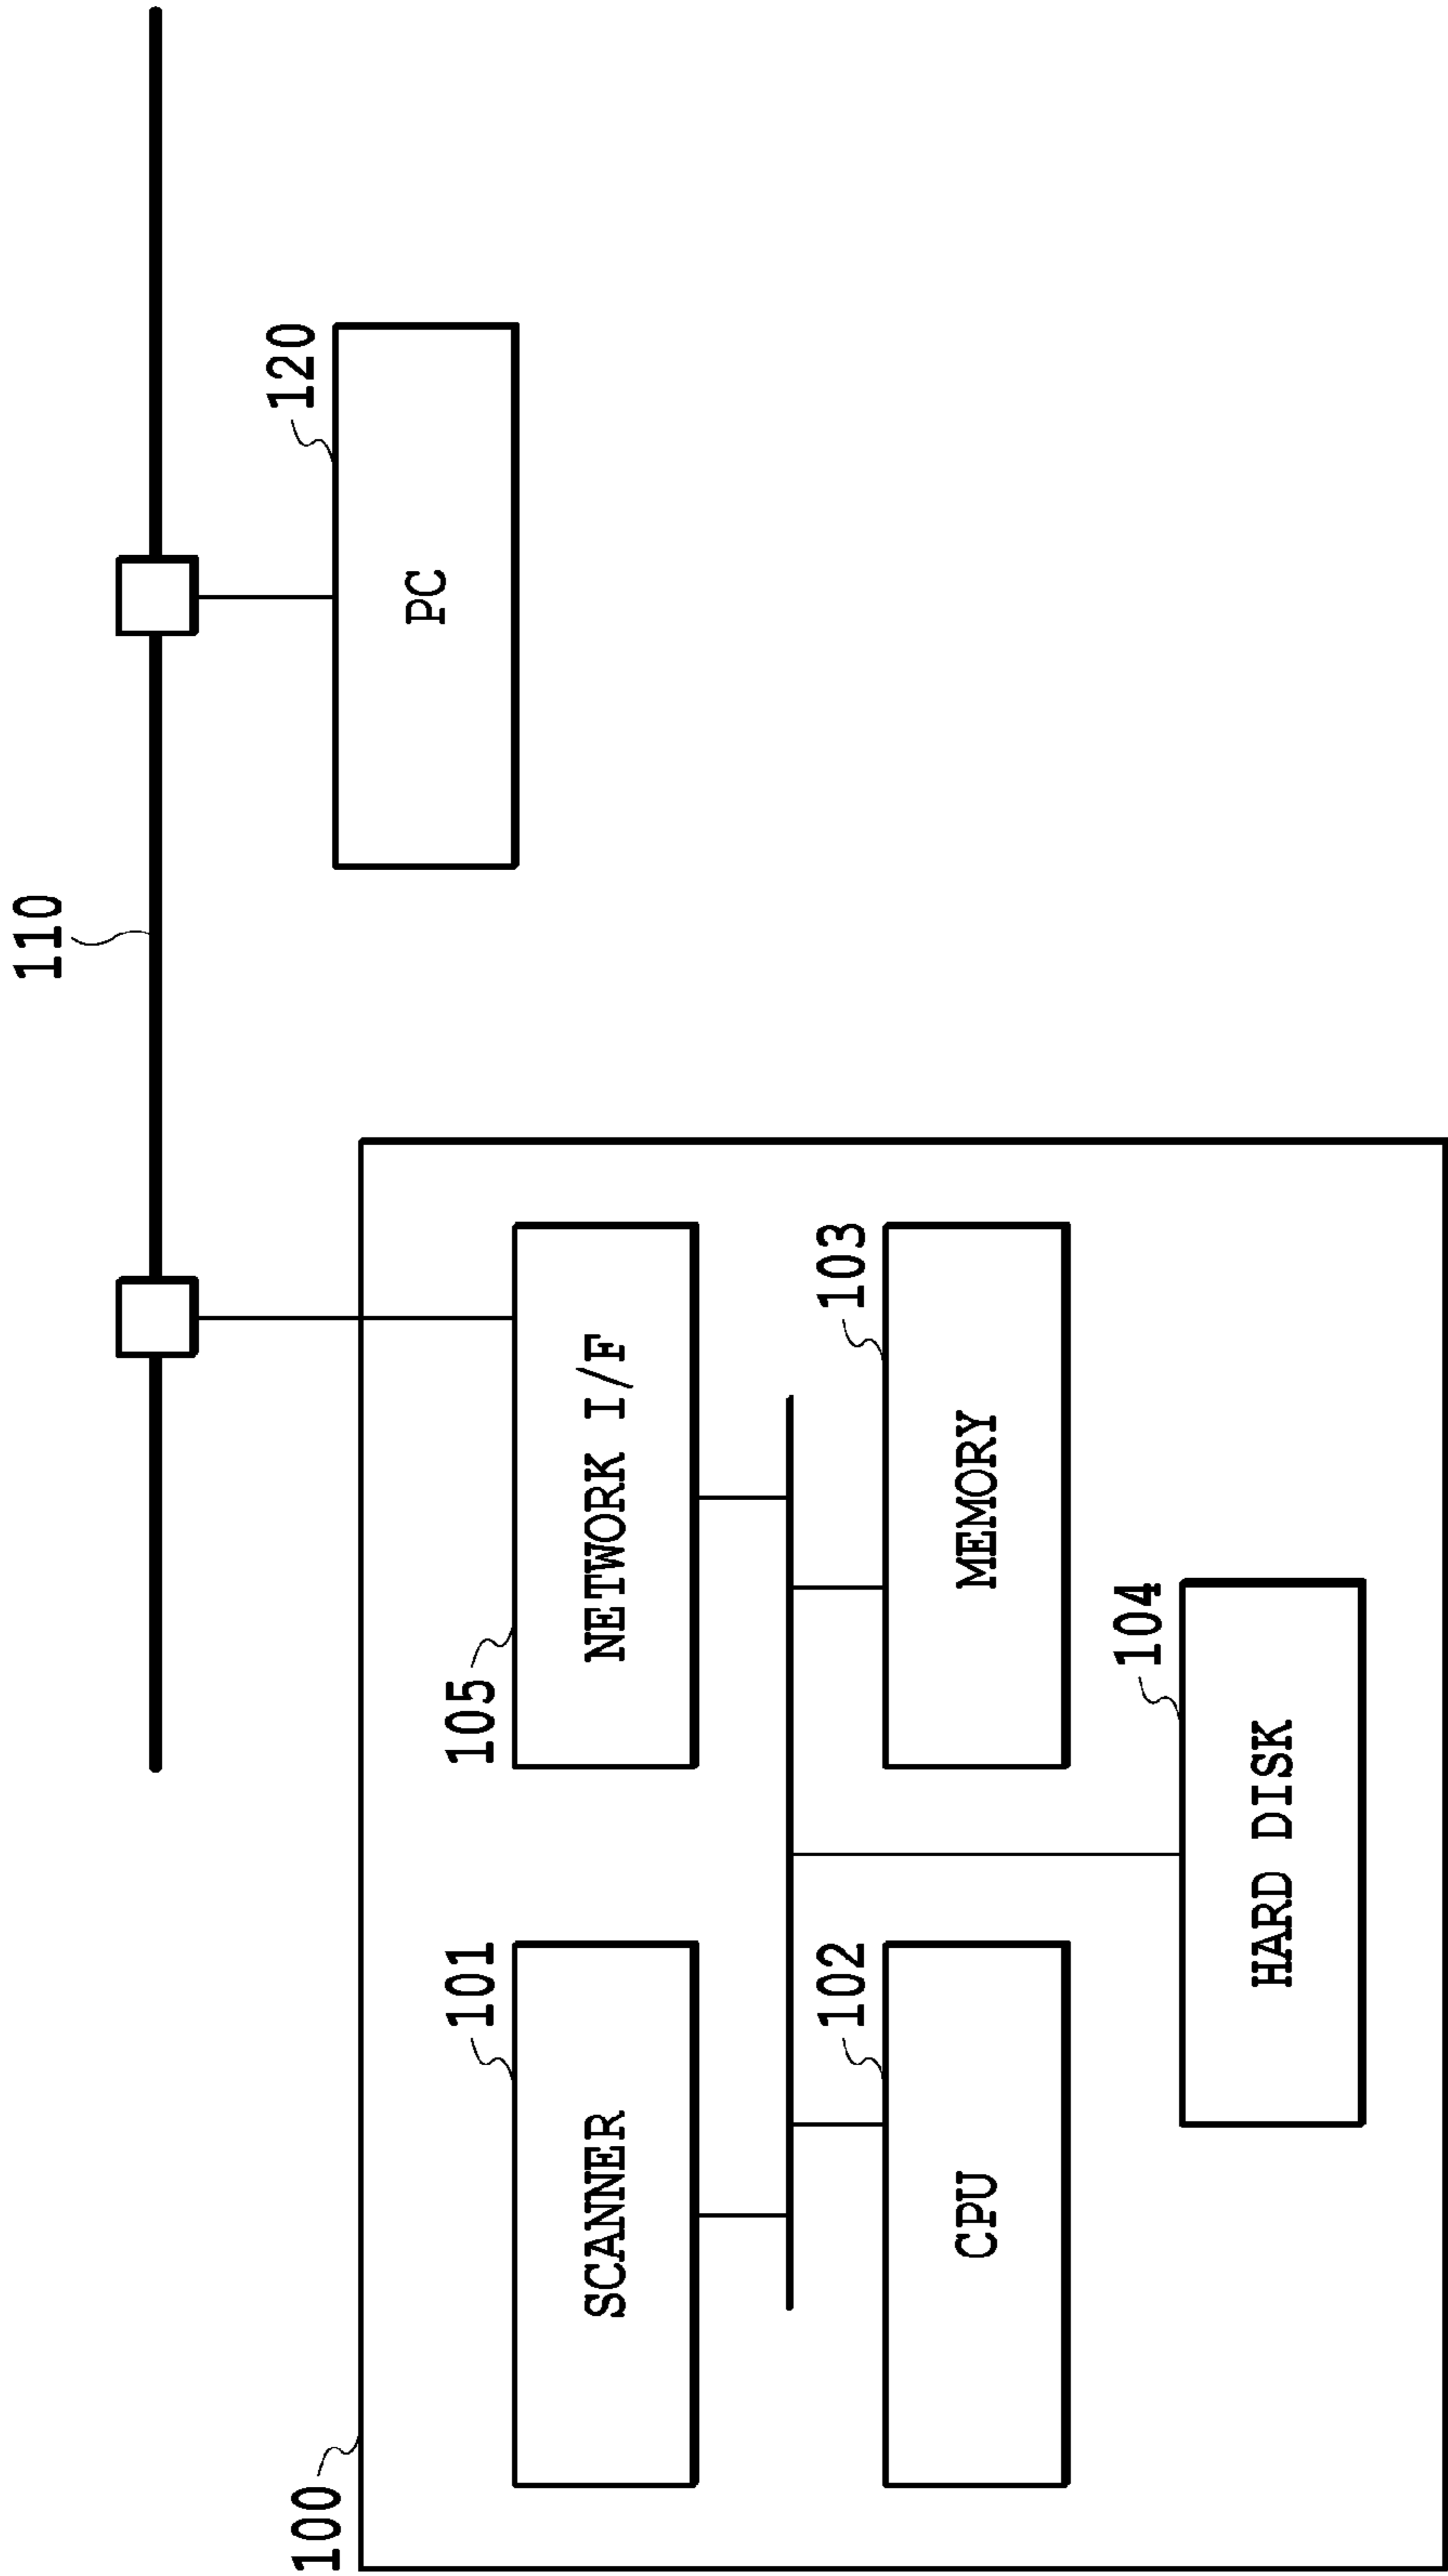 110
120
PC
100
101
SCANNER
105
NETWORK I/F
102
CPU
103
MEMORY
104
HARD DISK